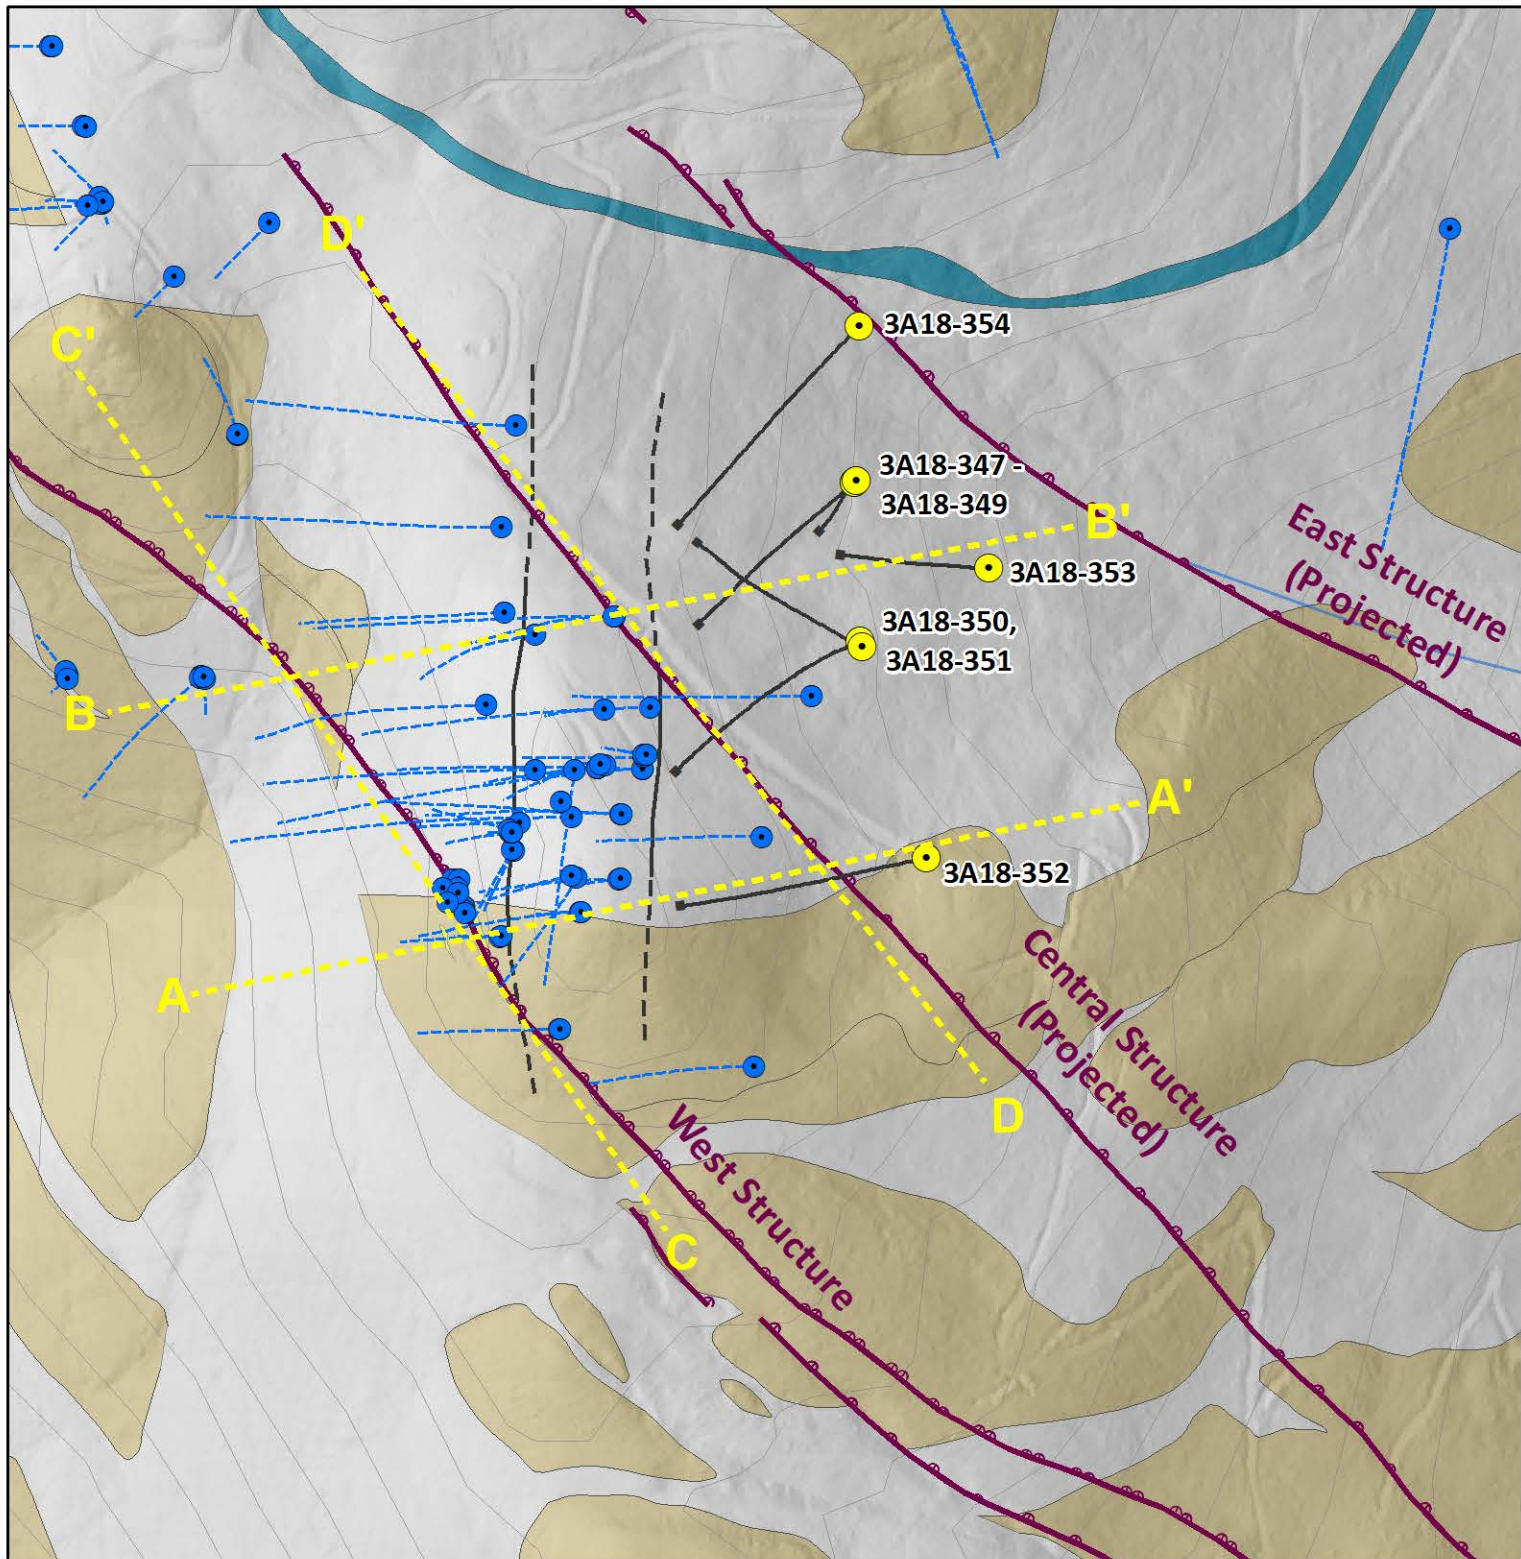 D'
3A18-354
C'
3A18-347 -
3A18-349
B'
East Structure
(Projected)
3A18-353
3A18-350,
3A18-351
B
A'
3A18-352
A
Central Structure
(Projected)
D
West Structure
C